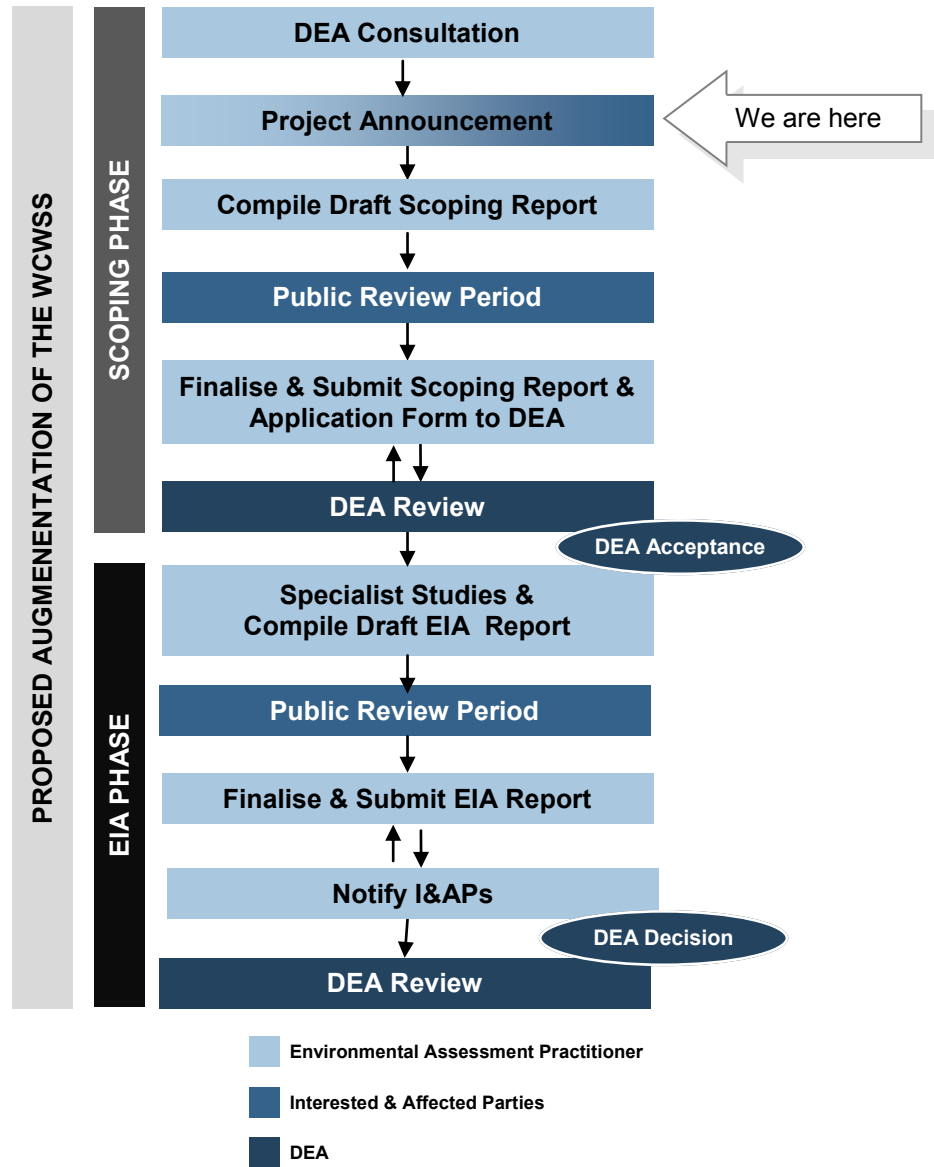 PROPOSED AUGMENENTATION OF THE WCWSS
SCOPING PHASE
DEA Consultation
Project Announcement
We are here
Compile Draft Scoping Report
Public Review Period
Finalise & Submit Scoping Report &
Application Form to DEA
DEA Review
DEA Acceptance
EIA PHASE
Specialist Studies &
Compile Draft EIA Report
Public Review Period
Finalise & Submit EIA Report
Notify I&APs
DEA Decision
DEA Review
Environmental Assessment Practitioner
Interested & Affected Parties
DEA